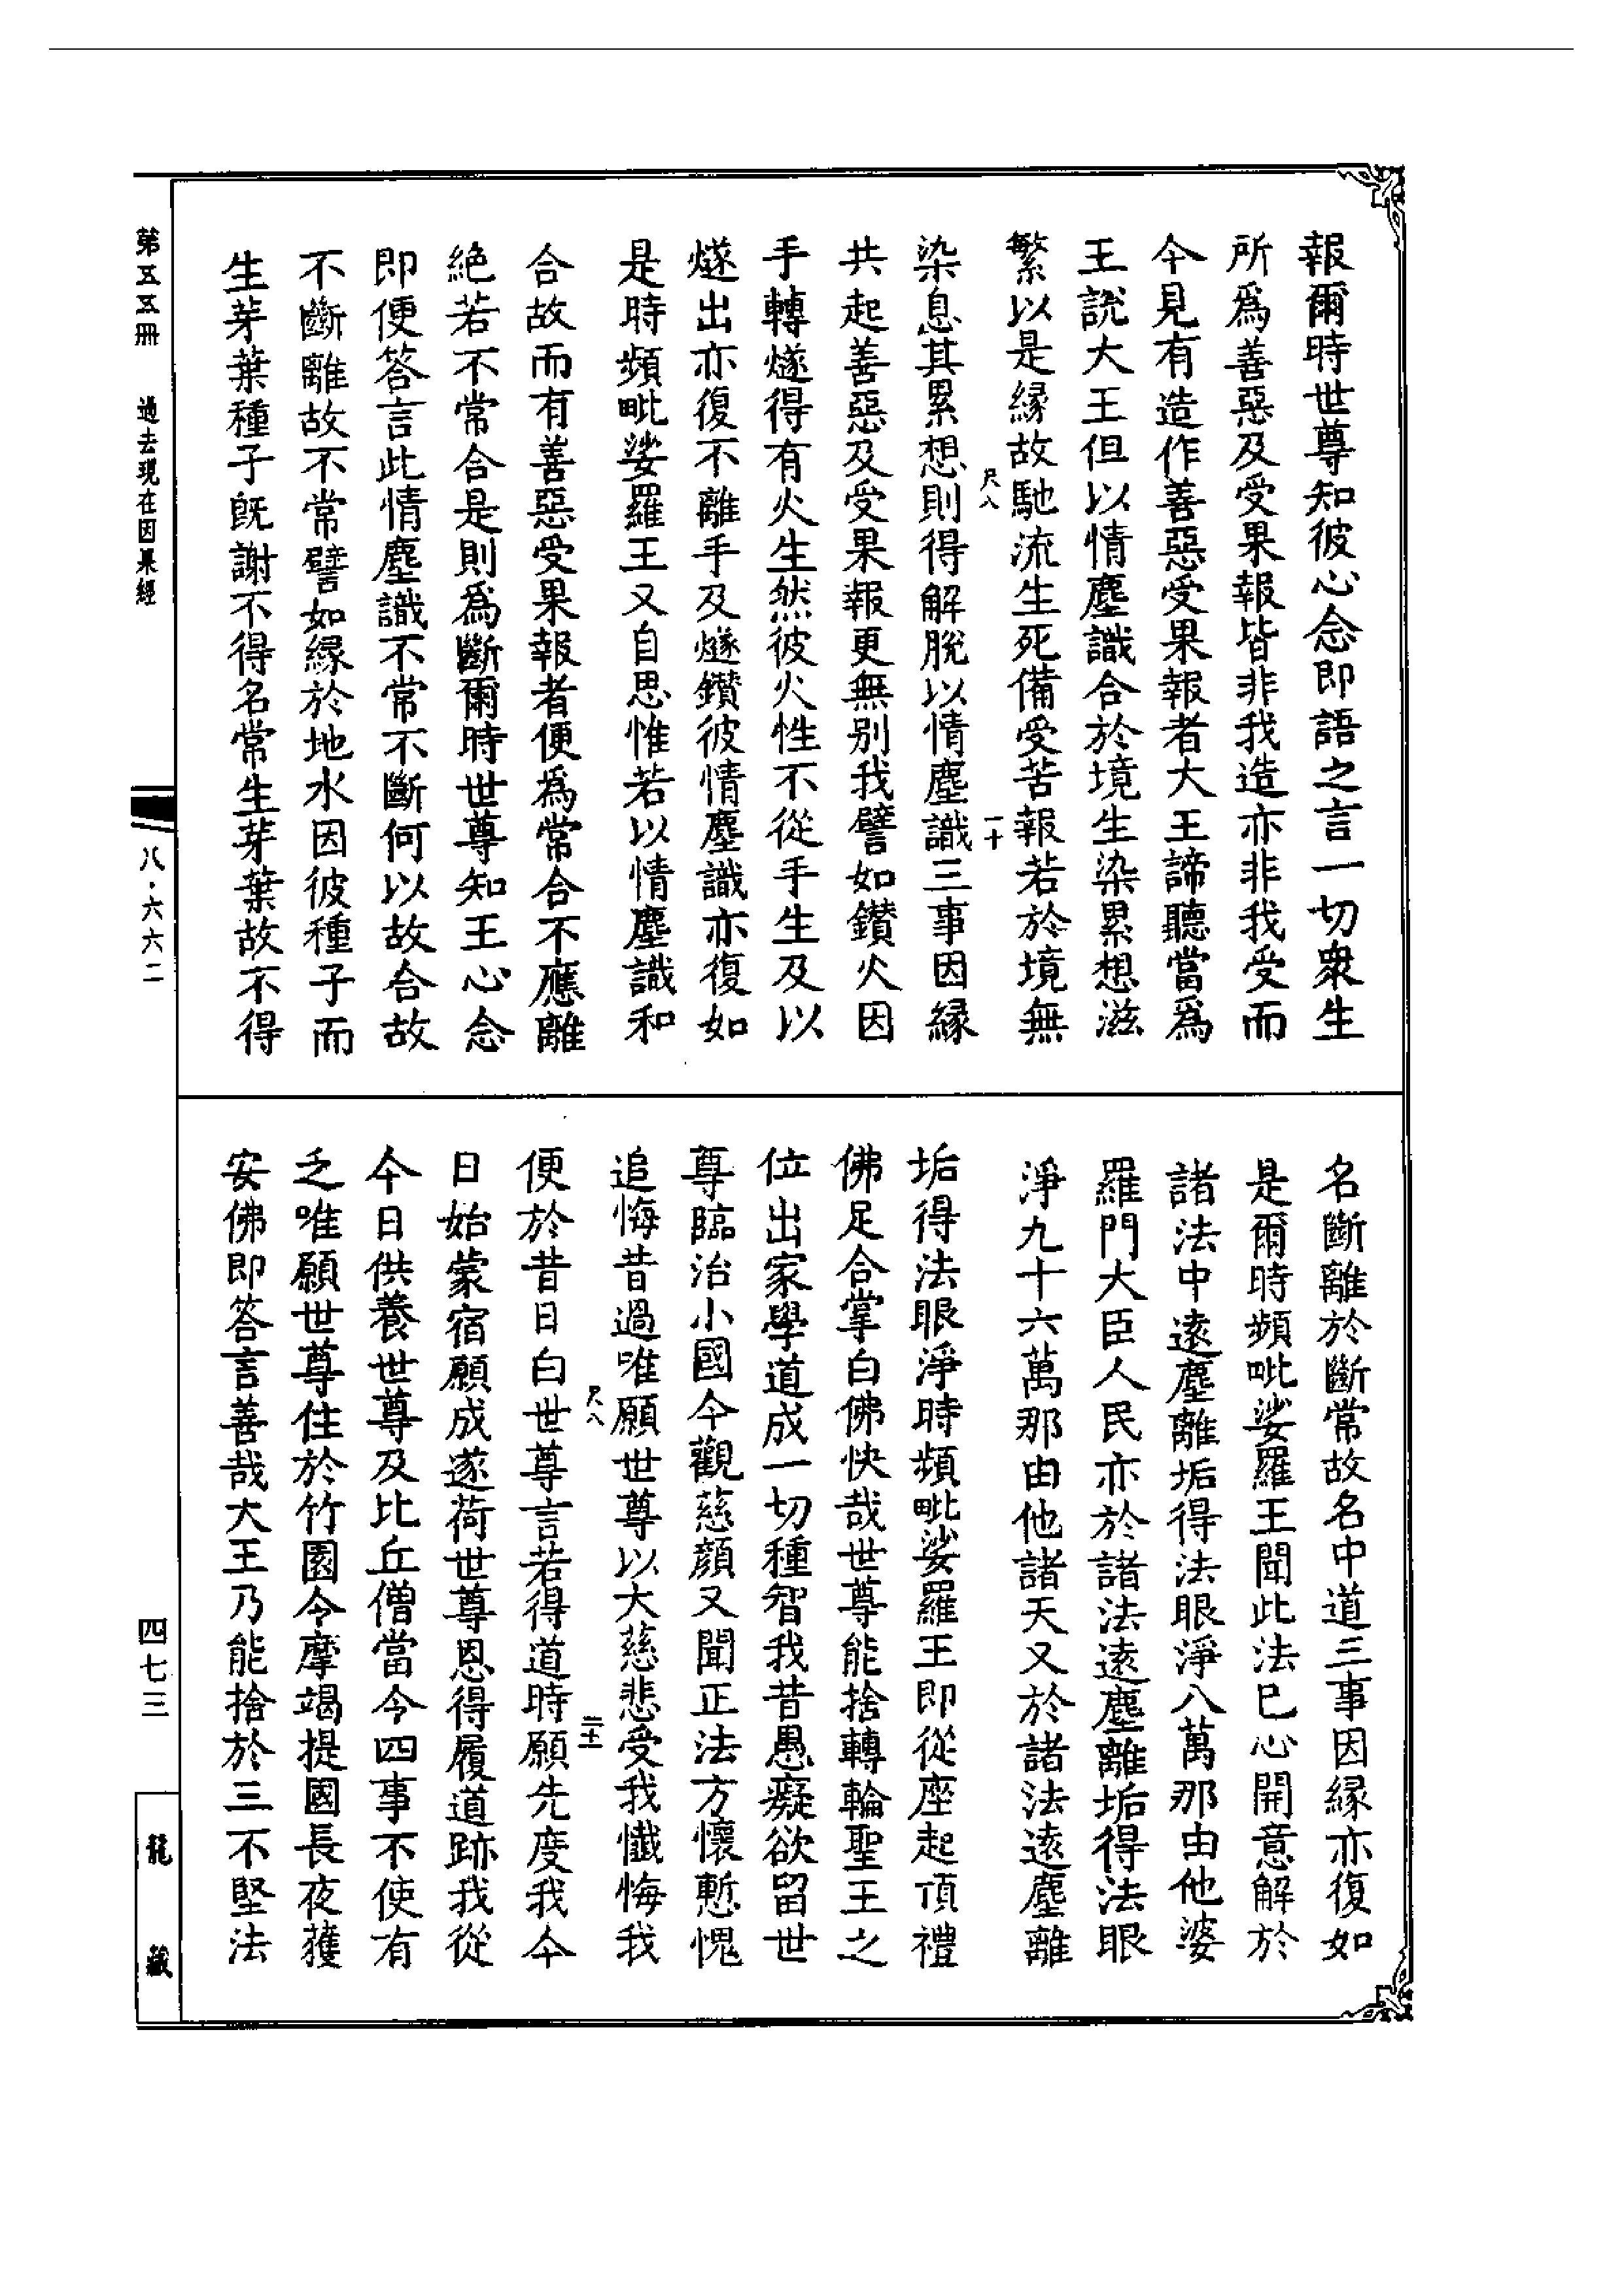 報爾時世尊知彼心念即語之言一切衆生
所爲善惡及受果報皆非我造亦非我受而
今見有造作善惡受果報者大王諦聽當爲
王說大王但以情塵識合於境生染累想滋
繁以是縁故馳流生死備受苦報若於境無
尺八 二十
染息其累想則得解脫以情塵識三事因縁
共起善惡及受果報更無別我譬如鑚火因
手轉燧得有火生然彼火性不從手生及以
燧出亦復不離手及燧鑚彼情塵識亦復如
是時頻毗娑羅王又自思惟若以情塵識和
合故而有善惡受果報者便爲常合不應離
絶若不常合是則爲斷爾時世尊知王心念
即便答言此情塵識不常不斷何以故合故
不斷離故不常譬如縁於地水因彼種子而
生芽葉種子旣謝不得名常生芽葉故不得
名斷離於斷常故名中道三事因縁亦復如
是爾時頻毗娑羅王聞此法已心開意解於
諸法中遠塵離垢得法眼淨八萬那由他婆
羅門大臣人民亦於諸法遠塵離垢得法眼
淨九十六萬那由他諸天又於諸法遠塵離
垢得法眼淨時頻毗娑羅王即從座起頂禮
佛足合掌白佛快哉世尊能捨轉輪聖王之
位出家學道成一切種智我昔愚癡欲留世
尊臨治小國今觀慈顔又聞正法方懷慙愧
追悔昔過唯願世尊以大慈悲受我懺悔我
尺八 二十一
便於昔日白世尊言若得道時願先度我今
日始蒙宿願成遂荷世尊恩得履道跡我從
今日供養世尊及比丘僧當令四事不使有
乏唯願世尊住於竹園令摩竭提國長夜獲
安佛即答言善哉大王乃能捨於三不堅法
第五五冊 過去現在因果經
八·六六二
四七三
龍藏